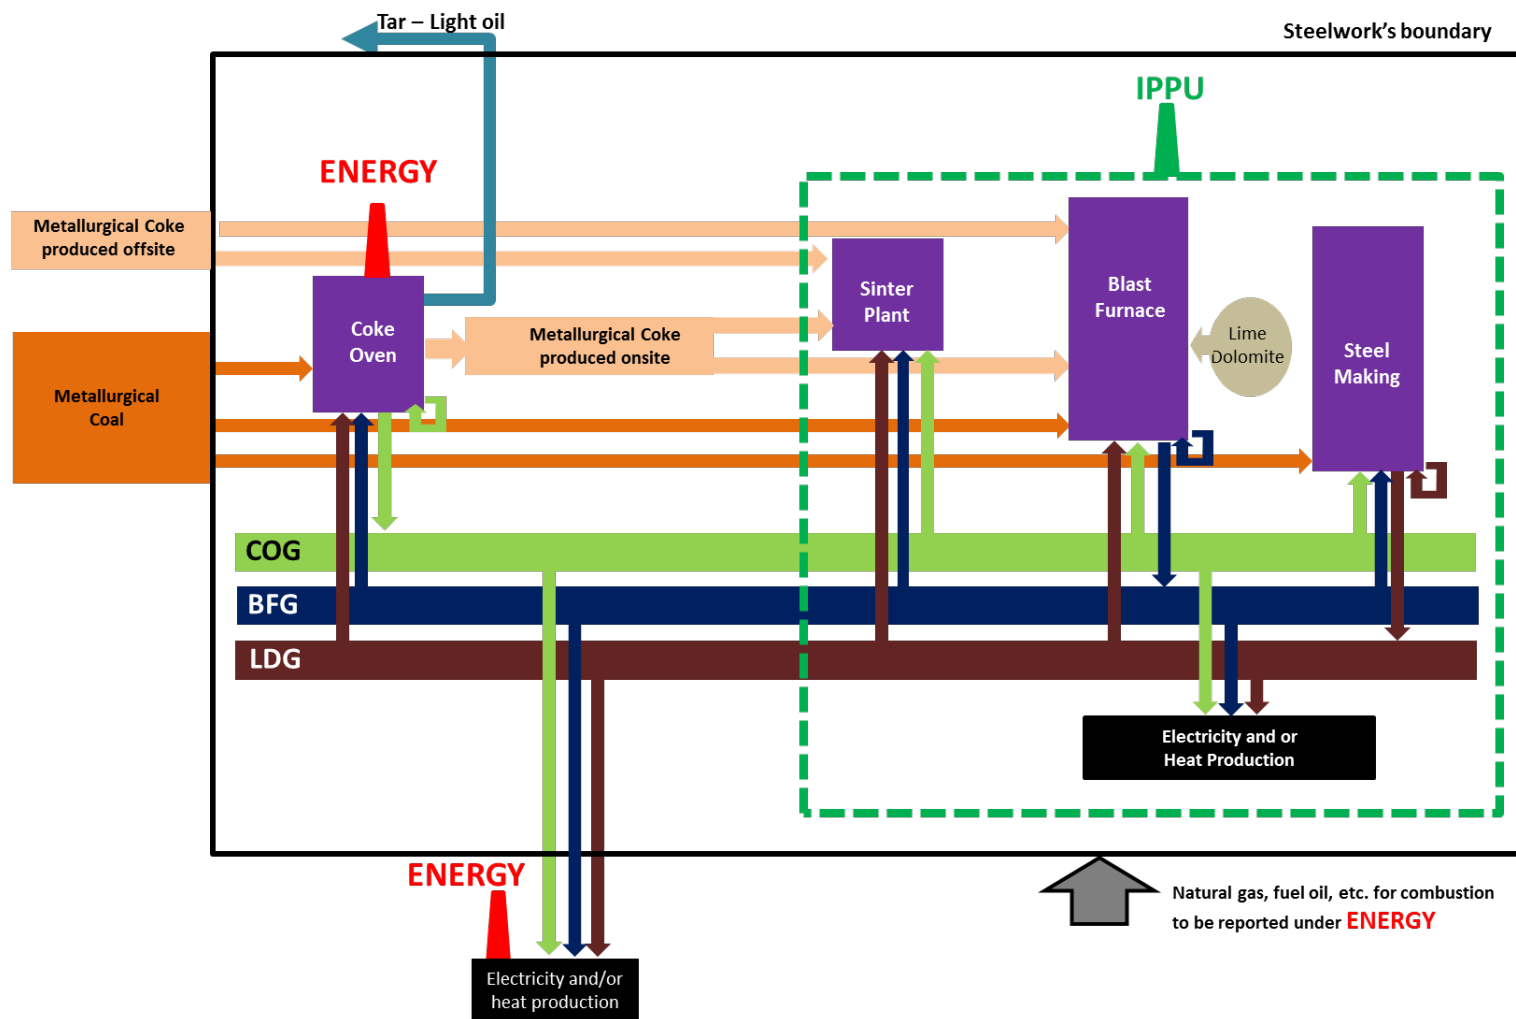 Tar – Light oil
Steelwork's boundary
IPPU
ENERGY
Metallurgical Coke
produced offsite
Sinter
Plant
Blast
Furnace
Coke
Oven
Metallurgical Coke
produced onsite
Lime
Dolomite
Steel
Making
Metallurgical
Coal
COG
BFG
LDG
Electricity and or
Heat Production
ENERGY
Natural gas, fuel oil, etc. for combustion
to be reported under ENERGY
Electricity and/or
heat production